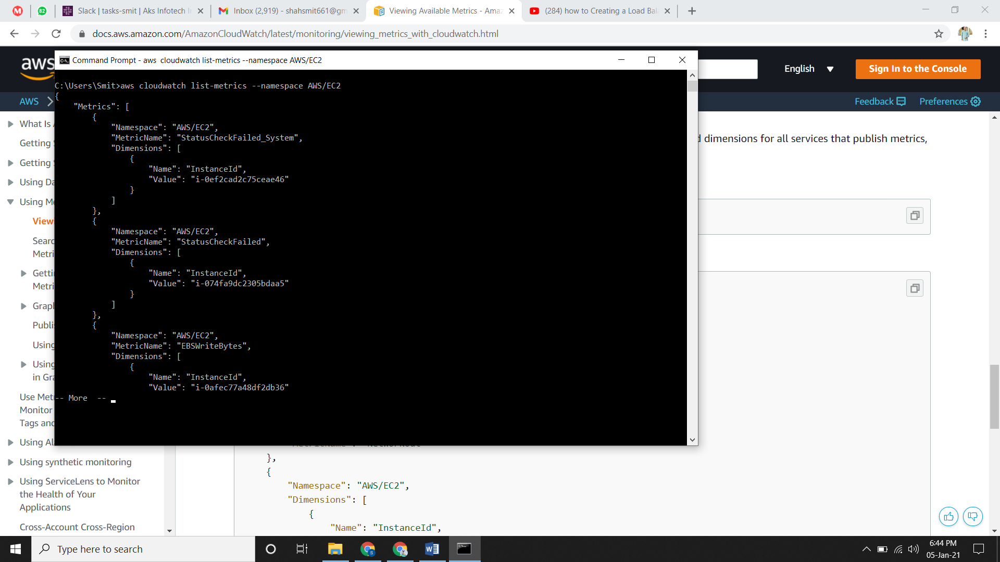 Slack | tasks-smit | Aks Infotech
Inbox (2,919) - shahsmit661@gm
Viewing Available Metrics - Amaz
(284) how to Creating a Load Bal
docs.aws.amazon.com/AmazonCloudWatch/latest/monitoring/viewing_metrics_with_cloudwatch.html
aws
English
Sign In to the Console
AWS
Feedback
Preferences
Command Prompt - aws  cloudwatch list-metrics --namespace AWS/EC2
C:\Users\Smit>aws cloudwatch list-metrics --namespace AWS/EC2
{
    "Metrics": [
        {
            "Namespace": "AWS/EC2",
            "MetricName": "StatusCheckFailed_System",
            "Dimensions": [
                {
                    "Name": "InstanceId",
                    "Value": "i-0ef2cad2c75ceae46"
                }
            ]
        },
        {
            "Namespace": "AWS/EC2",
            "MetricName": "StatusCheckFailed",
            "Dimensions": [
                {
                    "Name": "InstanceId",
                    "Value": "i-074fa9dc2305bdaa5"
                }
            ]
        },
        {
            "Namespace": "AWS/EC2",
            "MetricName": "EBSWriteBytes",
            "Dimensions": [
                {
                    "Name": "InstanceId",
                    "Value": "i-0afec77a48df2db36"
-- More  --
What Is
Getting
Getting
Using Da
Using Me
Viewi
Searc
Metri
Getti
Metri
Grapl
Publi
Using
Using
in Gra
Use Met
Monitor
Tags and
Using Al
Using synthetic monitoring
Using ServiceLens to Monitor
the Health of Your
Applications
Cross-Account Cross-Region
dimensions for all services that publish metrics,
},
{
"Namespace": "AWS/EC2",
"Dimensions": [
{
"Name": "InstanceId",
Type here to search
6:44 PM
05-Jan-21